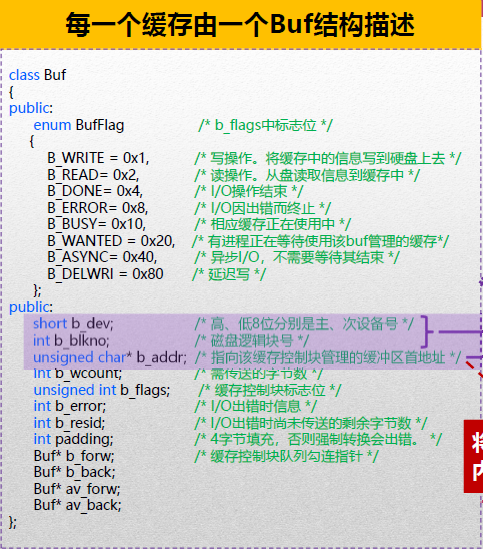 每一个缓存由一个Buf结构描述
class Buf
{
public:
enum BufFlag /* b_flags中标志位 */
{
B_WRITE = 0x1, /* 写操作。将缓存中的信息写到硬盘上去 */
B_READ= 0x2, /* 读操作。从盘读取信息到缓存中 */
B_DONE= 0x4, /* I/O操作结束 */
B_ERROR= 0x8, /* I/O因出错而终止 */
B_BUSY= 0x10, /* 相应缓存正在使用中 */
B_WANTED = 0x20, /* 有进程正在等待使用该buf管理的缓存*/
B_ASYNC= 0x40, /* 异步I/O，不需要等待其结束 */
B_DELWRI = 0x80 /* 延迟写 */
};
public:
short b_dev; /* 高、低8位分别是主、次设备号 */
int b_blkno; /* 磁盘逻辑块号 */
unsigned char* b_addr; /* 指向该缓存控制块管理的缓冲区首地址 */
int b_wcount; /* 需传送的字节数 */
unsigned int b_flags; /* 缓存控制块标志位 */
int b_error; /* I/O出错时信息 */
int b_resid; /* I/O出错时尚未传送的剩余字节数 */
int padding; /* 4字节填充，否则强制转换会出错。 */
Buf* b_forw; /* 缓存控制块队列勾连指针 */
Buf* b_back;
Buf* av_forw;
Buf* av_back;
};
将
内